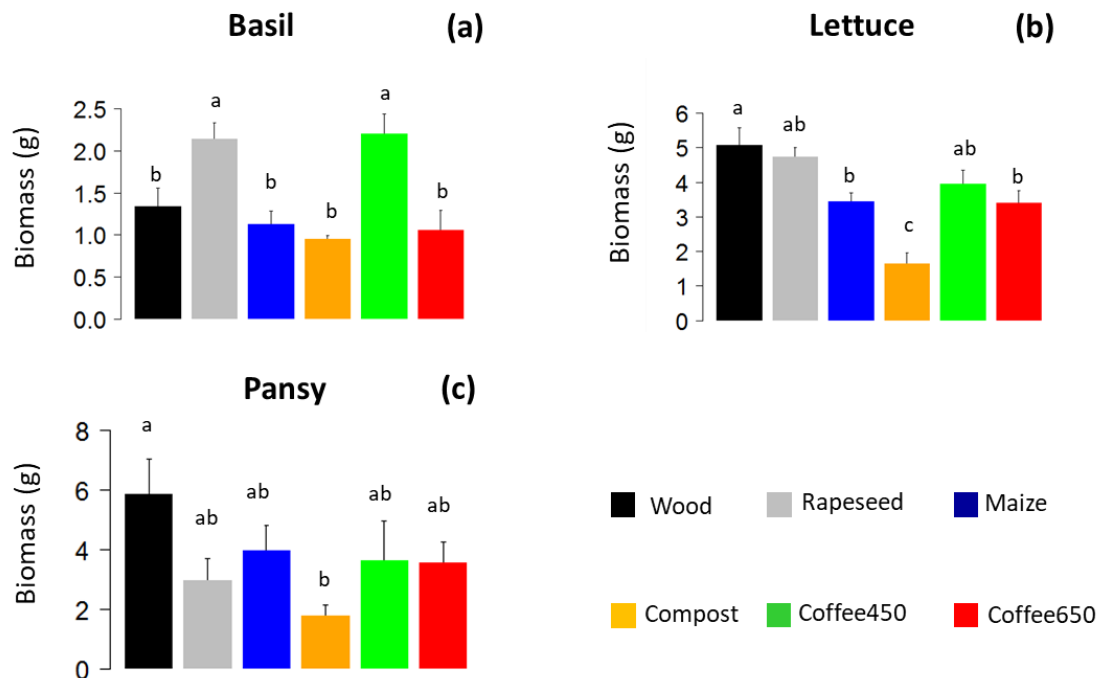 Basil (a)
Biomass (g)
2.5
2.0
1.5
1.0
0.5
0.0
b a b b a b
Lettuce (b)
Biomass (g)
6
5
4
3
2
1
0
a ab b c ab b
Pansy (c)
Biomass (g)
8
6
4
2
0
a ab ab b ab ab
Wood Rapeseed Maize
Compost Coffee450 Coffee650